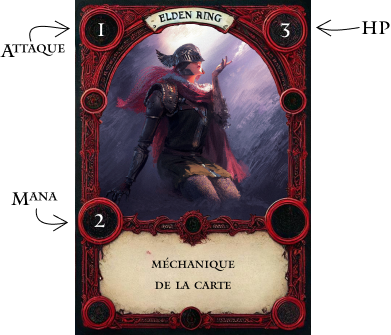 ELDEN RING
1
3
HP
ATTAQUE
MANA
2
MÉCHANIQUE
DE LA CARTE